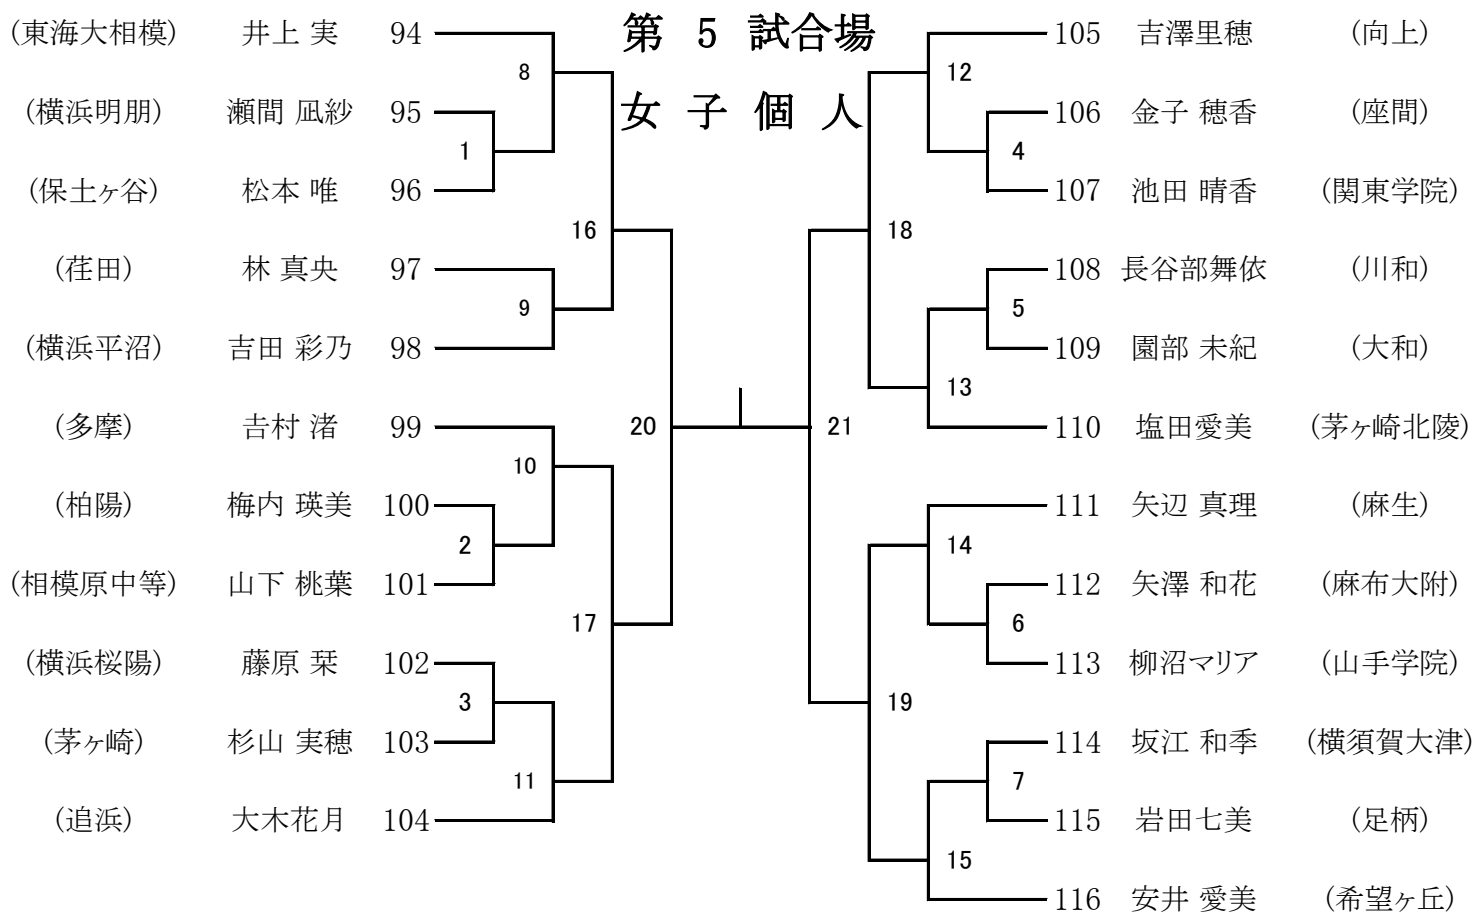 第 5 試合場
女 子 個 人
(東海大相模) 井上 実 94
(横浜明朋) 瀬間 凪紗 95
(保土ヶ谷) 松本 唯 96
(荏田) 林 真央 97
(横浜平沼) 吉田 彩乃 98
(多摩) 𠮷村 渚 99
(柏陽) 梅内 瑛美 100
(相模原中等) 山下 桃葉 101
(横浜桜陽) 藤原 栞 102
(茅ヶ崎) 杉山 実穂 103
(追浜) 大木花月 104
8
1
16
9
10
20
2
17
3
11
105 吉澤里穂 (向上)
106 金子 穂香 (座間)
107 池田 晴香 (関東学院)
108 長谷部舞依 (川和)
109 園部 未紀 (大和)
110 塩田愛美 (茅ヶ崎北陵)
111 矢辺 真理 (麻生)
112 矢澤 和花 (麻布大附)
113 柳沼マリア (山手学院)
114 坂江 和季 (横須賀大津)
115 岩田七美 (足柄)
116 安井 愛美 (希望ヶ丘)
12
4
18
5
13
21
14
6
19
7
15